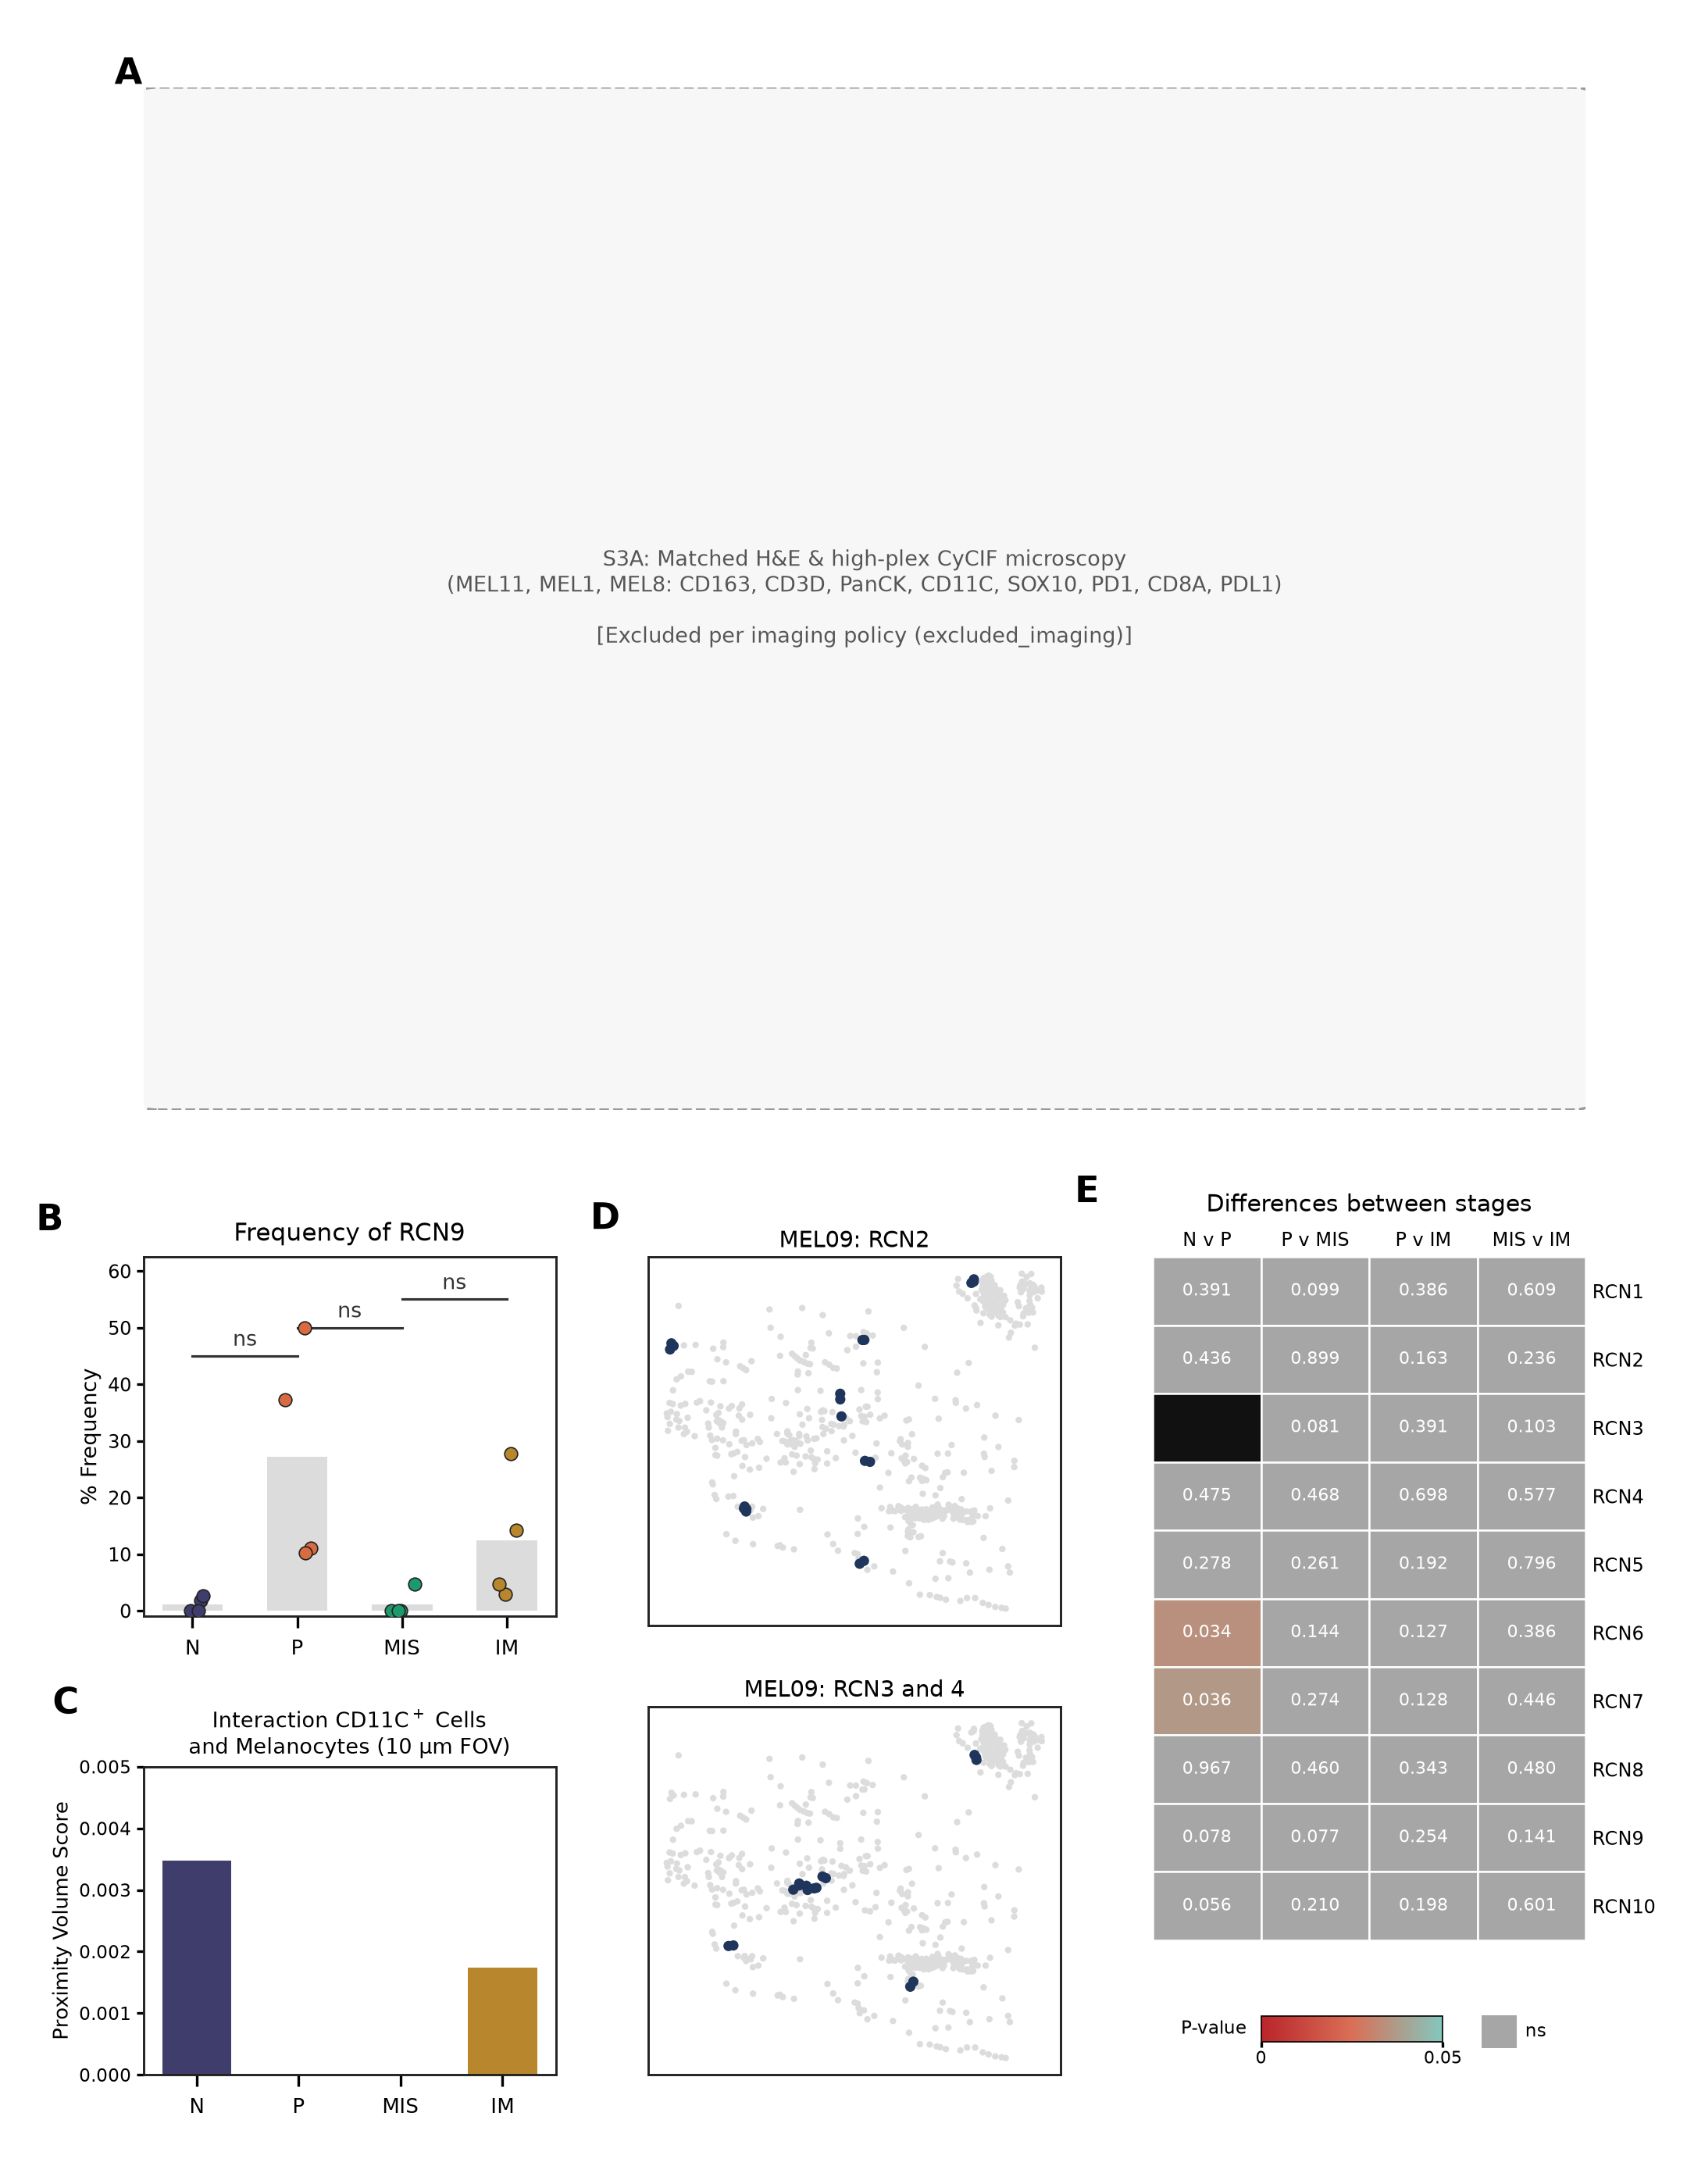 A
S3A: Matched H&E & high-plex CyCIF microscopy
(MEL11, MEL1, MEL8: CD163, CD3D, PanCK, CD11C, SOX10, PD1, CD8A, PDL1)
[Excluded per imaging policy (excluded_imaging)]
B
Frequency of RCN9
% Frequency
60
50
40
30
20
10
0
ns
ns
ns
N P MIS IM
C
Interaction CD11C⁺ Cells
and Melanocytes (10 µm FOV)
Proximity Volume Score
0.005
0.004
0.003
0.002
0.001
0.000
N P MIS IM
D
MEL09: RCN2
MEL09: RCN3 and 4
E
Differences between stages
N v P P v MIS P v IM MIS v IM
0.391 0.099 0.386 0.609 RCN1
0.436 0.899 0.163 0.236 RCN2
0.081 0.391 0.103 RCN3
0.475 0.468 0.698 0.577 RCN4
0.278 0.261 0.192 0.796 RCN5
0.034 0.144 0.127 0.386 RCN6
0.036 0.274 0.128 0.446 RCN7
0.967 0.460 0.343 0.480 RCN8
0.078 0.077 0.254 0.141 RCN9
0.056 0.210 0.198 0.601 RCN10
P-value
0 0.05
ns